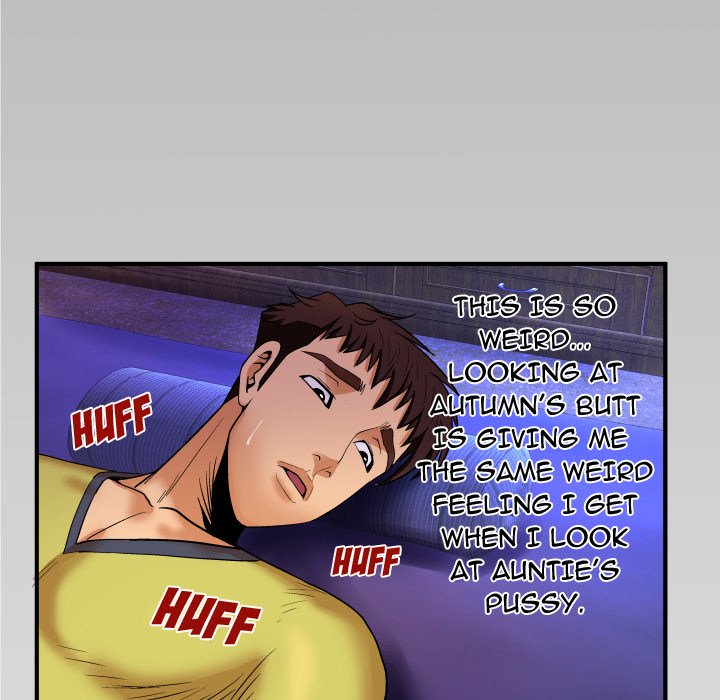 THIS IS SO
WEIRD...
LOOKING AT
AUTUMN'S BUTT
IS GIVING ME
THE SAME WEIRD
FEELING I GET
WHEN I LOOK
AT AUNTIE'S
PUSSY.
HUFF
HUFF
HUFF